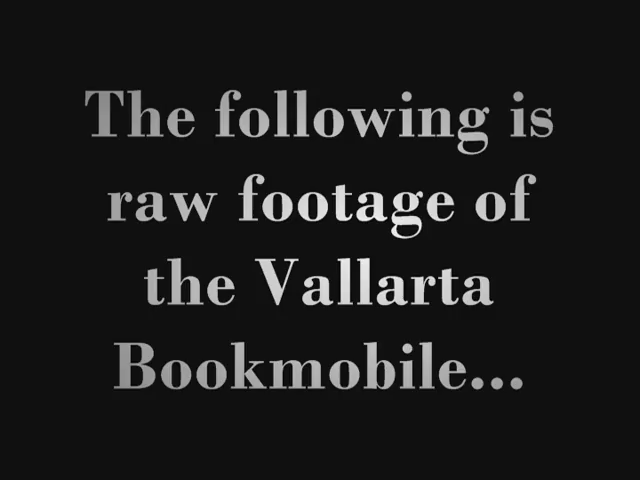 The following is
raw footage of
the Vallarta
Bookmobile...